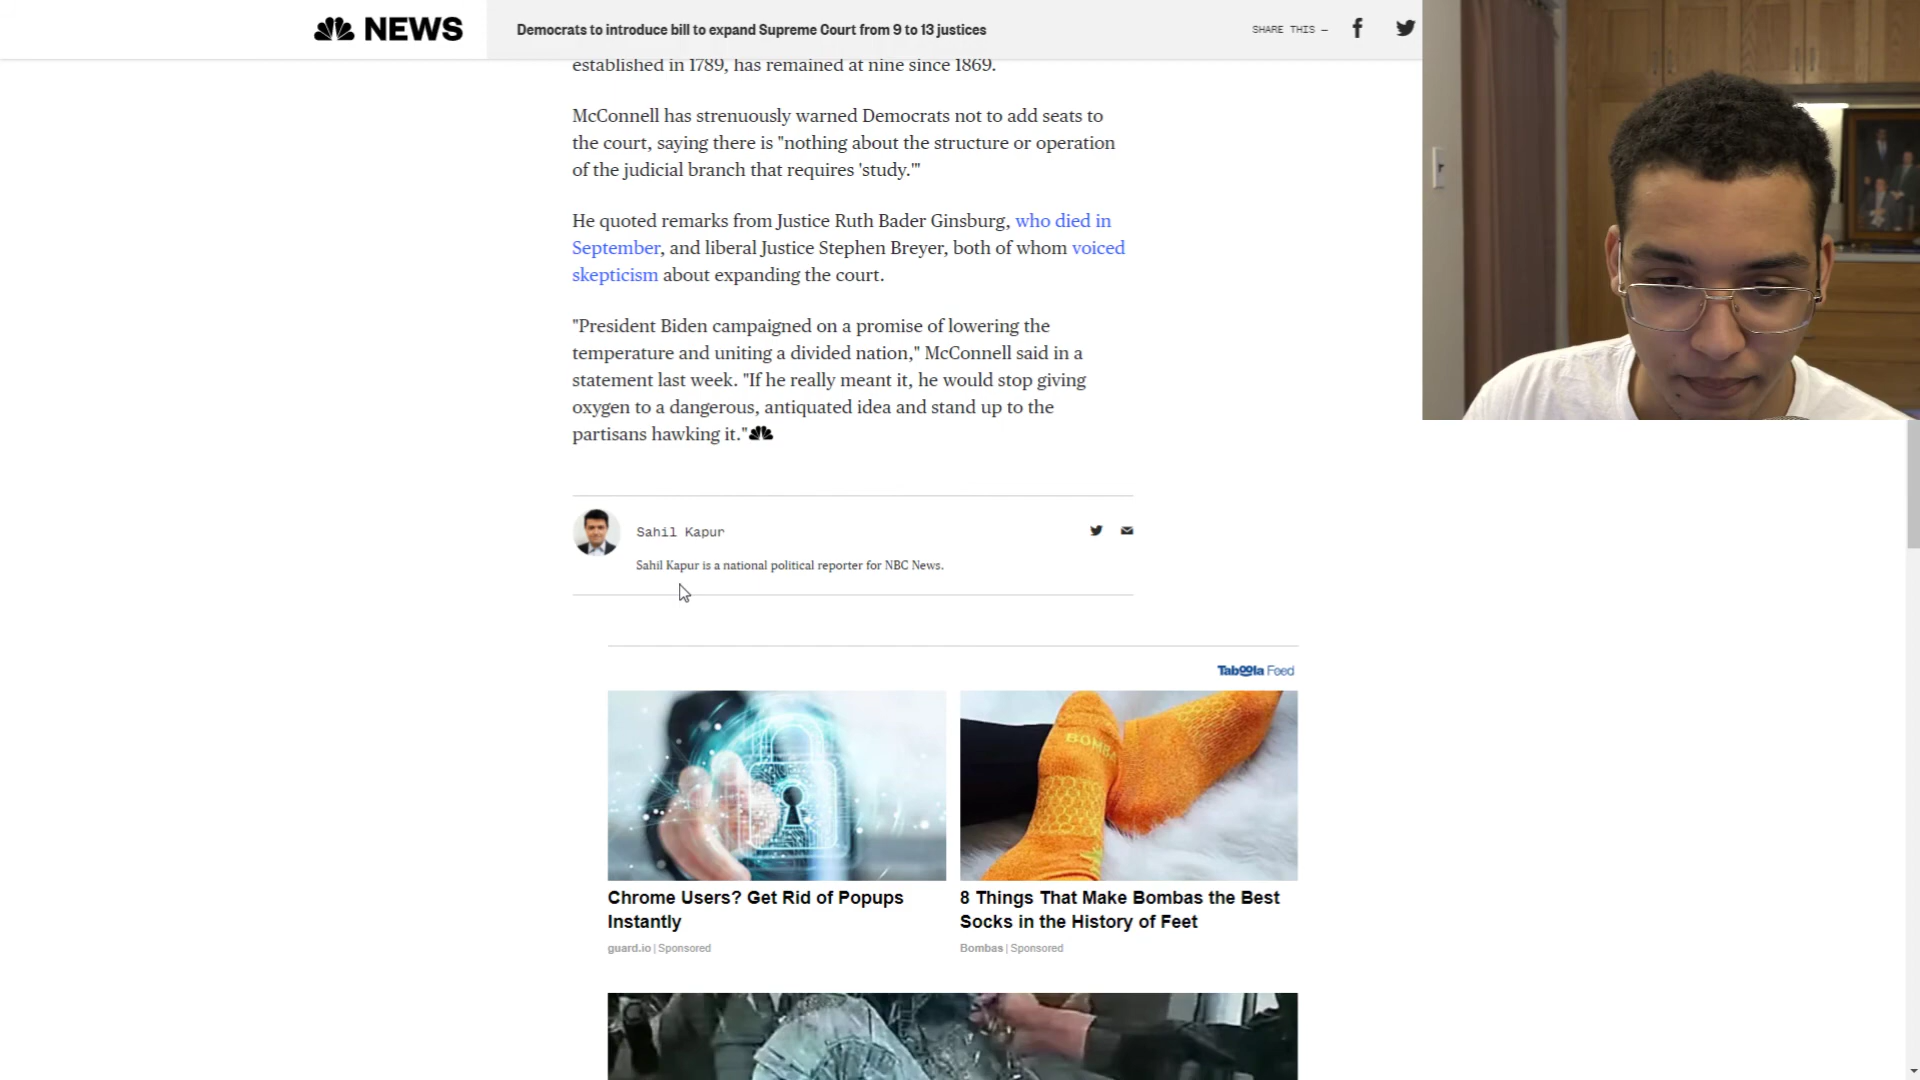 NEWS
Democrats to introduce bill to expand Supreme Court from 9 to 13 justices
SHARE THIS –
established in 1789, has remained at nine since 1869.
McConnell has strenuously warned Democrats not to add seats to
the court, saying there is "nothing about the structure or operation
of the judicial branch that requires 'study.'"
He quoted remarks from Justice Ruth Bader Ginsburg, who died in
September, and liberal Justice Stephen Breyer, both of whom voiced
skepticism about expanding the court.
"President Biden campaigned on a promise of lowering the
temperature and uniting a divided nation," McConnell said in a
statement last week. "If he really meant it, he would stop giving
oxygen to a dangerous, antiquated idea and stand up to the
partisans hawking it."
Sahil Kapur
Sahil Kapur is a national political reporter for NBC News.
Taboola Feed
BOMBA
Chrome Users? Get Rid of Popups
Instantly
guard.io | Sponsored
8 Things That Make Bombas the Best
Socks in the History of Feet
Bombas | Sponsored